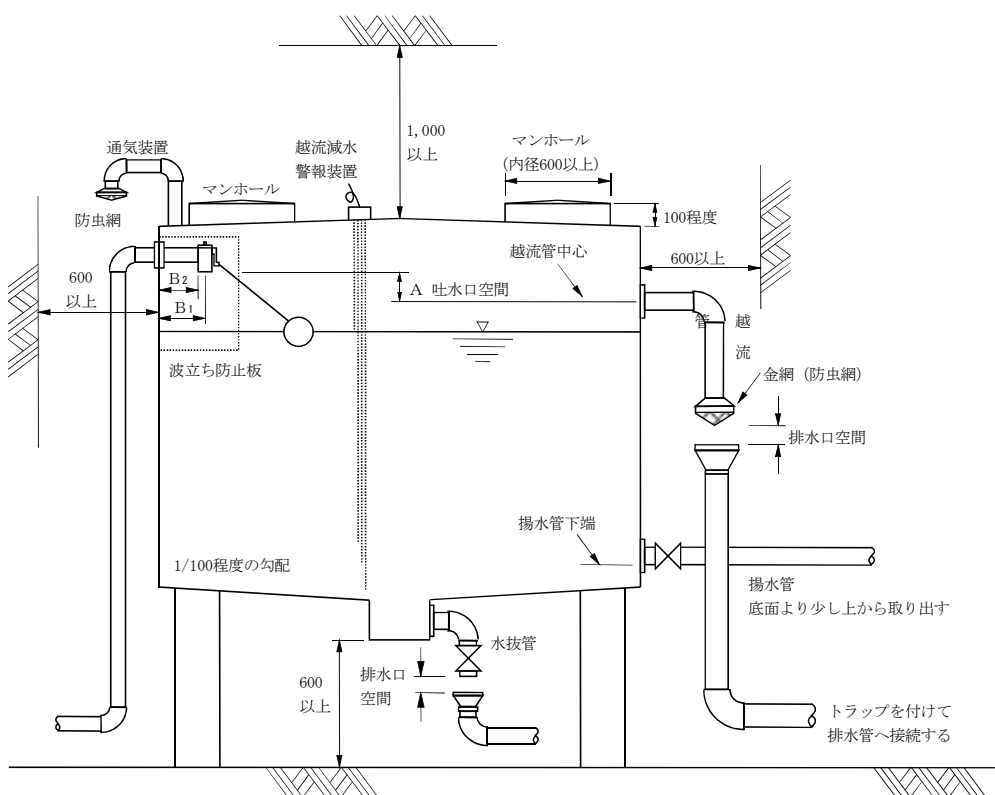 1,000
以上
マンホール
(内径600以上)
通気装置
越流減水
警報装置
マンホール
防虫網
100程度
越流管中心
600以上
600
以上
B2
B1
A 吐水口空間
越
流
管
波立ち防止板
金網（防虫網）
排水口空間
揚水管下端
1/100程度の勾配
揚水管
底面より少し上から取り出す
水抜管
排水口
空間
600
以上
トラップを付けて
排水管へ接続する